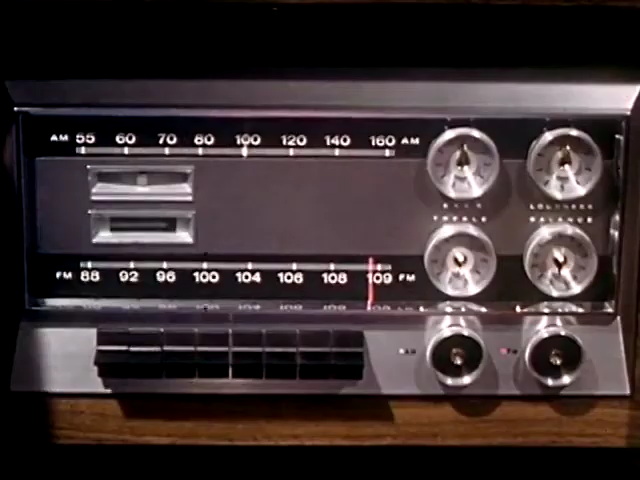 AM 55 60 70 80 100 120 140 160 AM
BASS LOUDNESS
TREBLE BALANCE
FM 88 92 96 100 104 106 108 109 FM